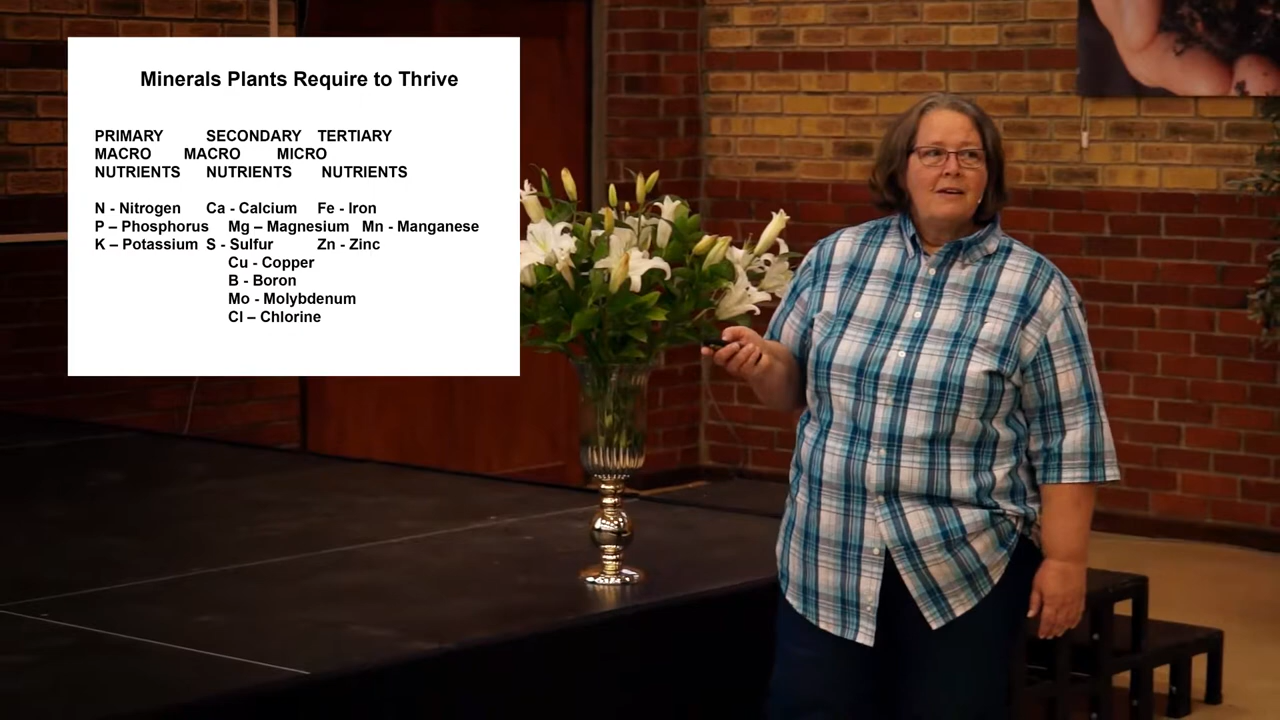 Minerals Plants Require to Thrive
PRIMARY SECONDARY TERTIARY
MACRO MACRO MICRO
NUTRIENTS NUTRIENTS NUTRIENTS
N - Nitrogen Ca - Calcium Fe - Iron
P – Phosphorus Mg – Magnesium Mn - Manganese
K – Potassium S - Sulfur Zn - Zinc
Cu - Copper
B - Boron
Mo - Molybdenum
Cl – Chlorine